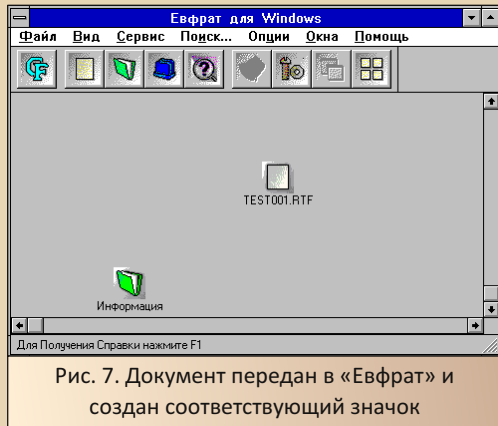 Евфрат для Windows
Файл Вид Сервис Поиск... Опции Окна Помощь
TEST001.RTF
Информация
Для Получения Справки нажмите F1
Рис. 7. Документ передан в «Евфрат» и
создан соответствующий значок